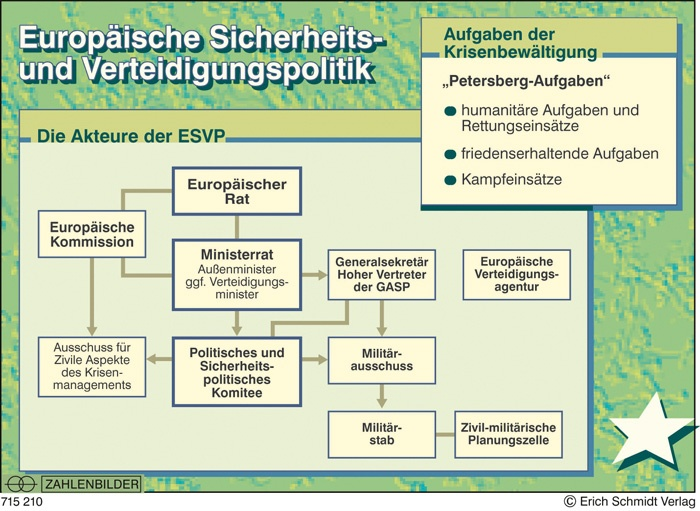 Europäische Sicherheits-
und Verteidigungspolitik
Aufgaben der
Krisenbewältigung
„Petersberg-Aufgaben“
humanitäre Aufgaben und
Rettungseinsätze
friedenserhaltende Aufgaben
Kampfeinsätze
Die Akteure der ESVP
Europäischer
Rat
Europäische
Kommission
Ministerrat
Außenminister
ggf. Verteidigungs-
minister
Generalsekretär
Hoher Vertreter
der GASP
Europäische
Verteidigungs-
agentur
Ausschuss für
Zivile Aspekte
des Krisen-
managements
Politisches und
Sicherheits-
politisches
Komitee
Militär-
ausschuss
Militär-
stab
Zivil-militärische
Planungszelle
ZAHLENBILDER
715 210
© Erich Schmidt Verlag